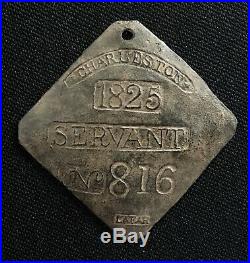 CHARLESTON
1825
SERVANT
No 816
LAFAR